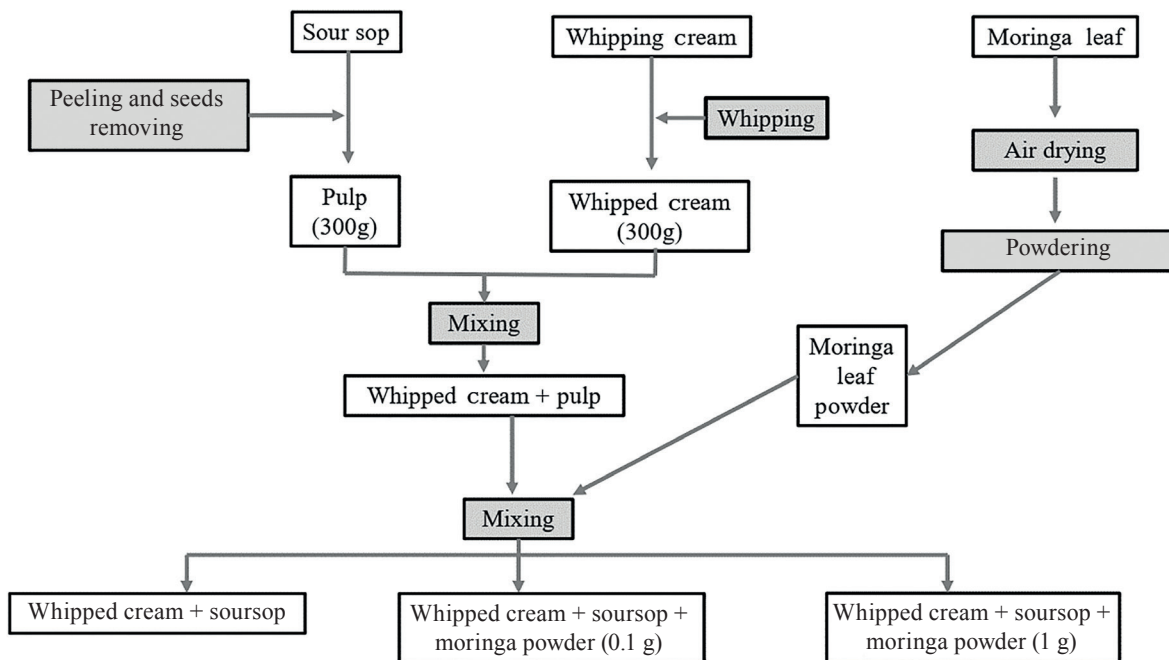 Sour sop
Whipping cream
Moringa leaf
Peeling and seeds
removing
Whipping
Air drying
Pulp
(300g)
Whipped cream
(300g)
Powdering
Mixing
Moringa
leaf
powder
Whipped cream + pulp
Mixing
Whipped cream + soursop
Whipped cream + soursop +
moringa powder (0.1 g)
Whipped cream + soursop +
moringa powder (1 g)